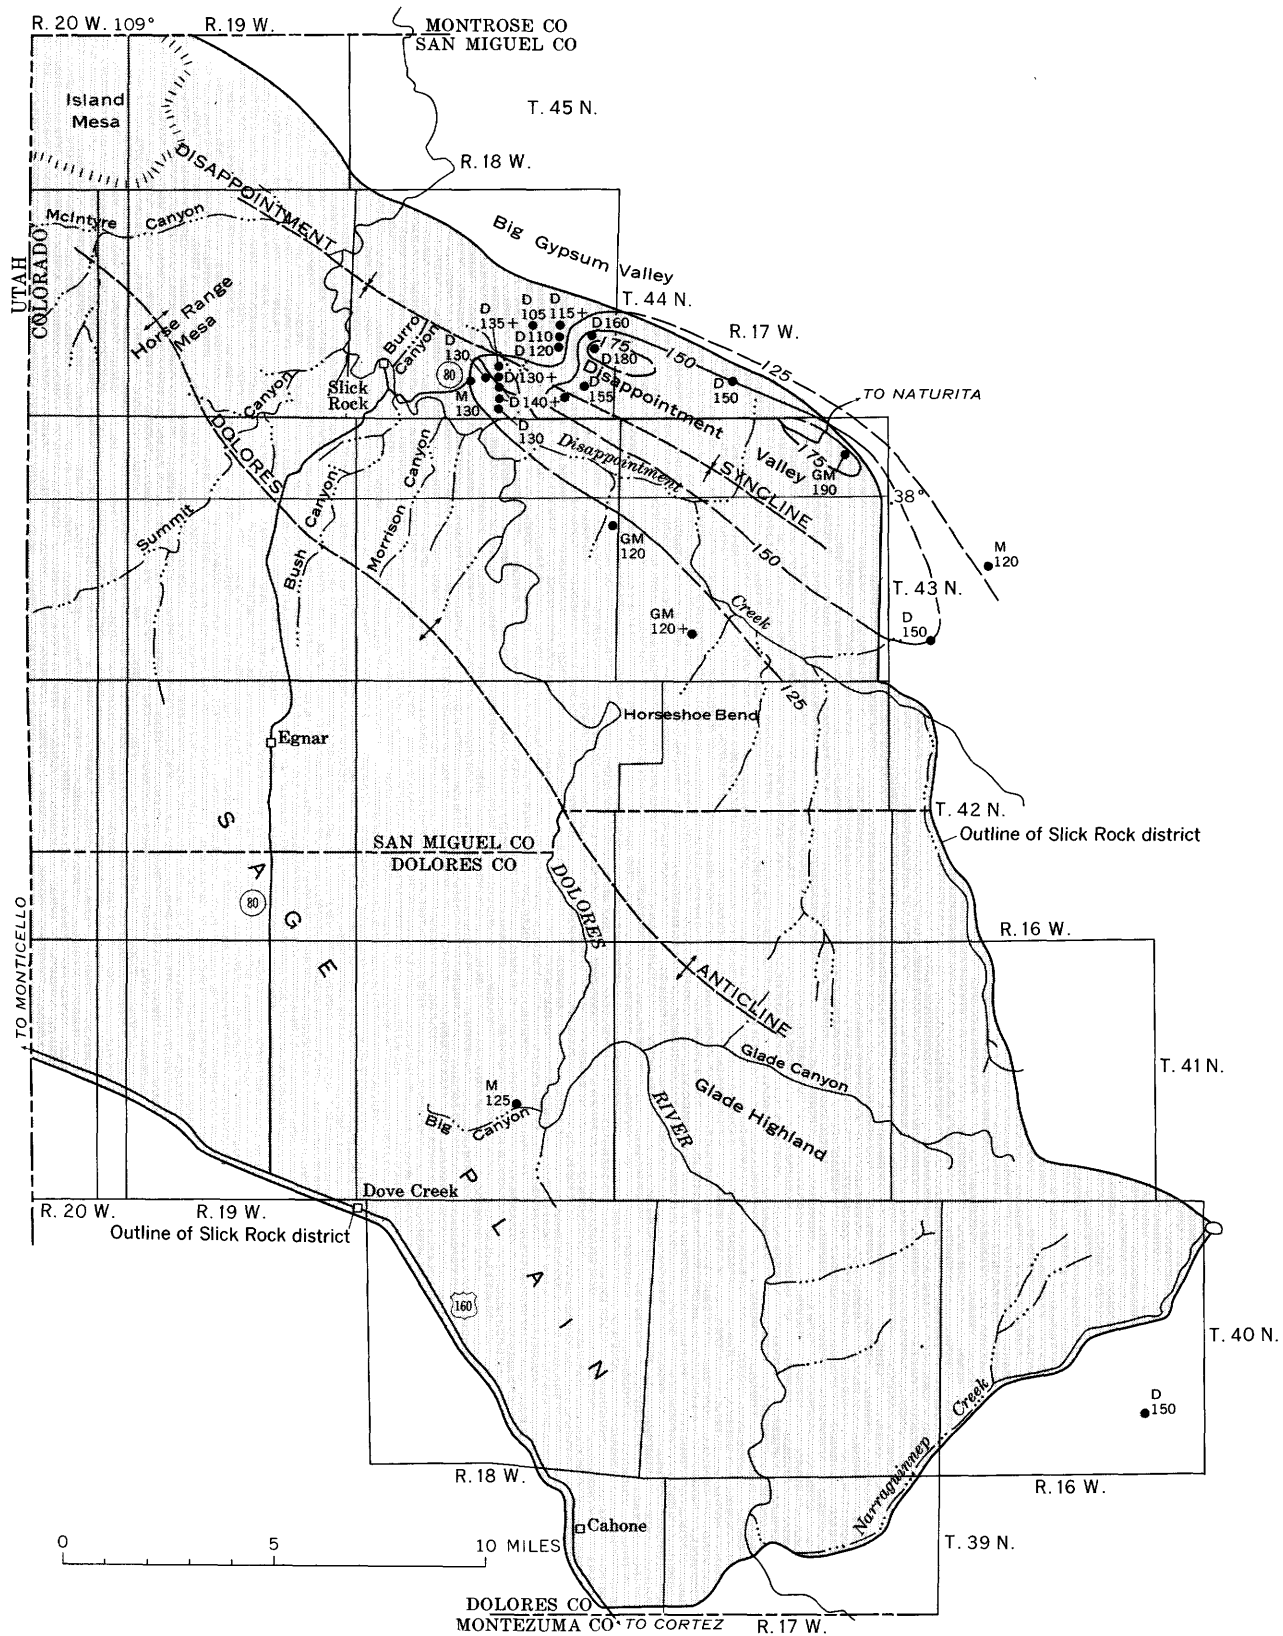 R. 20 W. 109° R. 19 W.
MONTROSE CO
SAN MIGUEL CO
Island
Mesa
T. 45 N.
R. 18 W.
DISAPPOINTMENT
McIntyre Canyon
Big Gypsum Valley
UTAH
COLORADO
Horse Range
Mesa
T. 44 N.
R. 17 W.
D
105
D
115+
D
135+
D 110
D 120
D 160
175
D 180
150
125
D
130
80
Burro
Canyon
Slick
Rock
M
130
D 130+
D 140+
D
155
D
130
D
150
Disappointment
Valley
TO NATURITA
175
GM
190
Canyon
DOLORES
Disappointment
SYNCLINE
38°
Summit
Bush
Canyon
Morrison
Canyon
GM
120
150
M
120
T. 43 N.
Creek
GM
120+
D
150
125
Horseshoe Bend
Egnar
T. 42 N.
Outline of Slick Rock district
SAN MIGUEL CO
DOLORES CO
SAGE
80
DOLORES
TO MONTICELLO
R. 16 W.
ANTICLINE
Glade Canyon
T. 41 N.
Glade Highland
M
125
Big Canyon
RIVER
PLAIN
Dove Creek
R. 20 W. R. 19 W.
Outline of Slick Rock district
160
T. 40 N.
D
150
Narraguinnep Creek
R. 18 W.
R. 16 W.
Cahone
0 5 10 MILES
T. 39 N.
DOLORES CO
MONTEZUMA CO
TO CORTEZ
R. 17 W.